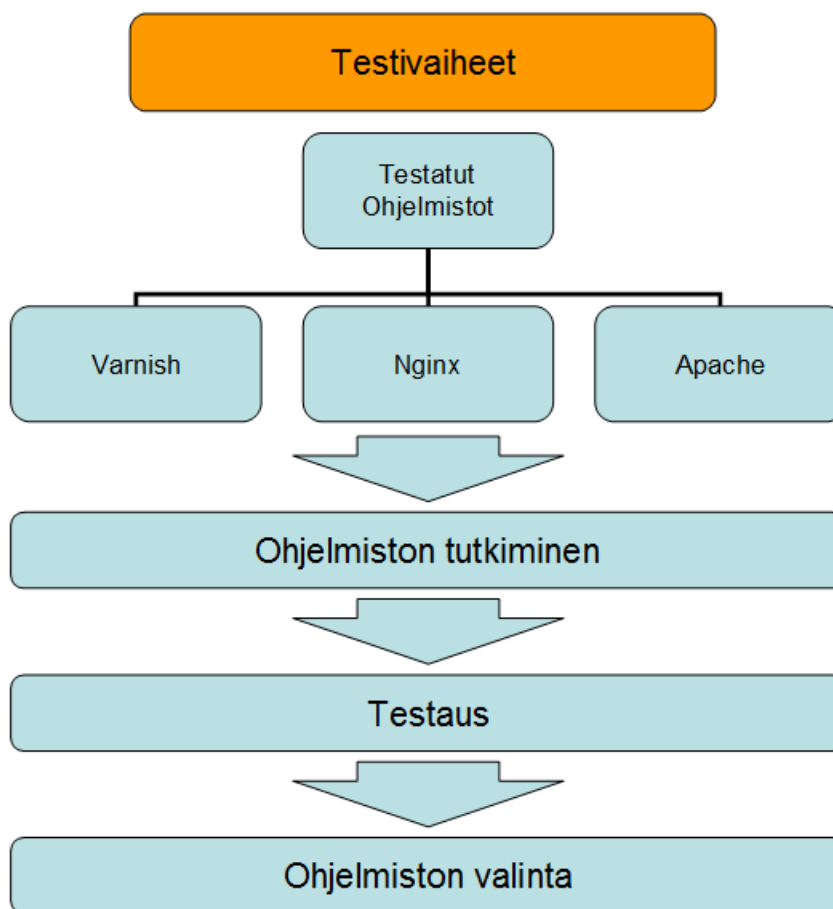 Testivaiheet
Testatut
Ohjelmistot
Varnish
Nginx
Apache
Ohjelmiston tutkiminen
Testaus
Ohjelmiston valinta